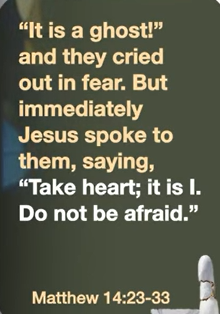 “It is a ghost!”
and they cried
out in fear. But
immediately
Jesus spoke to
them, saying,
“Take heart; it is I.
Do not be afraid.”
Matthew 14:23-33